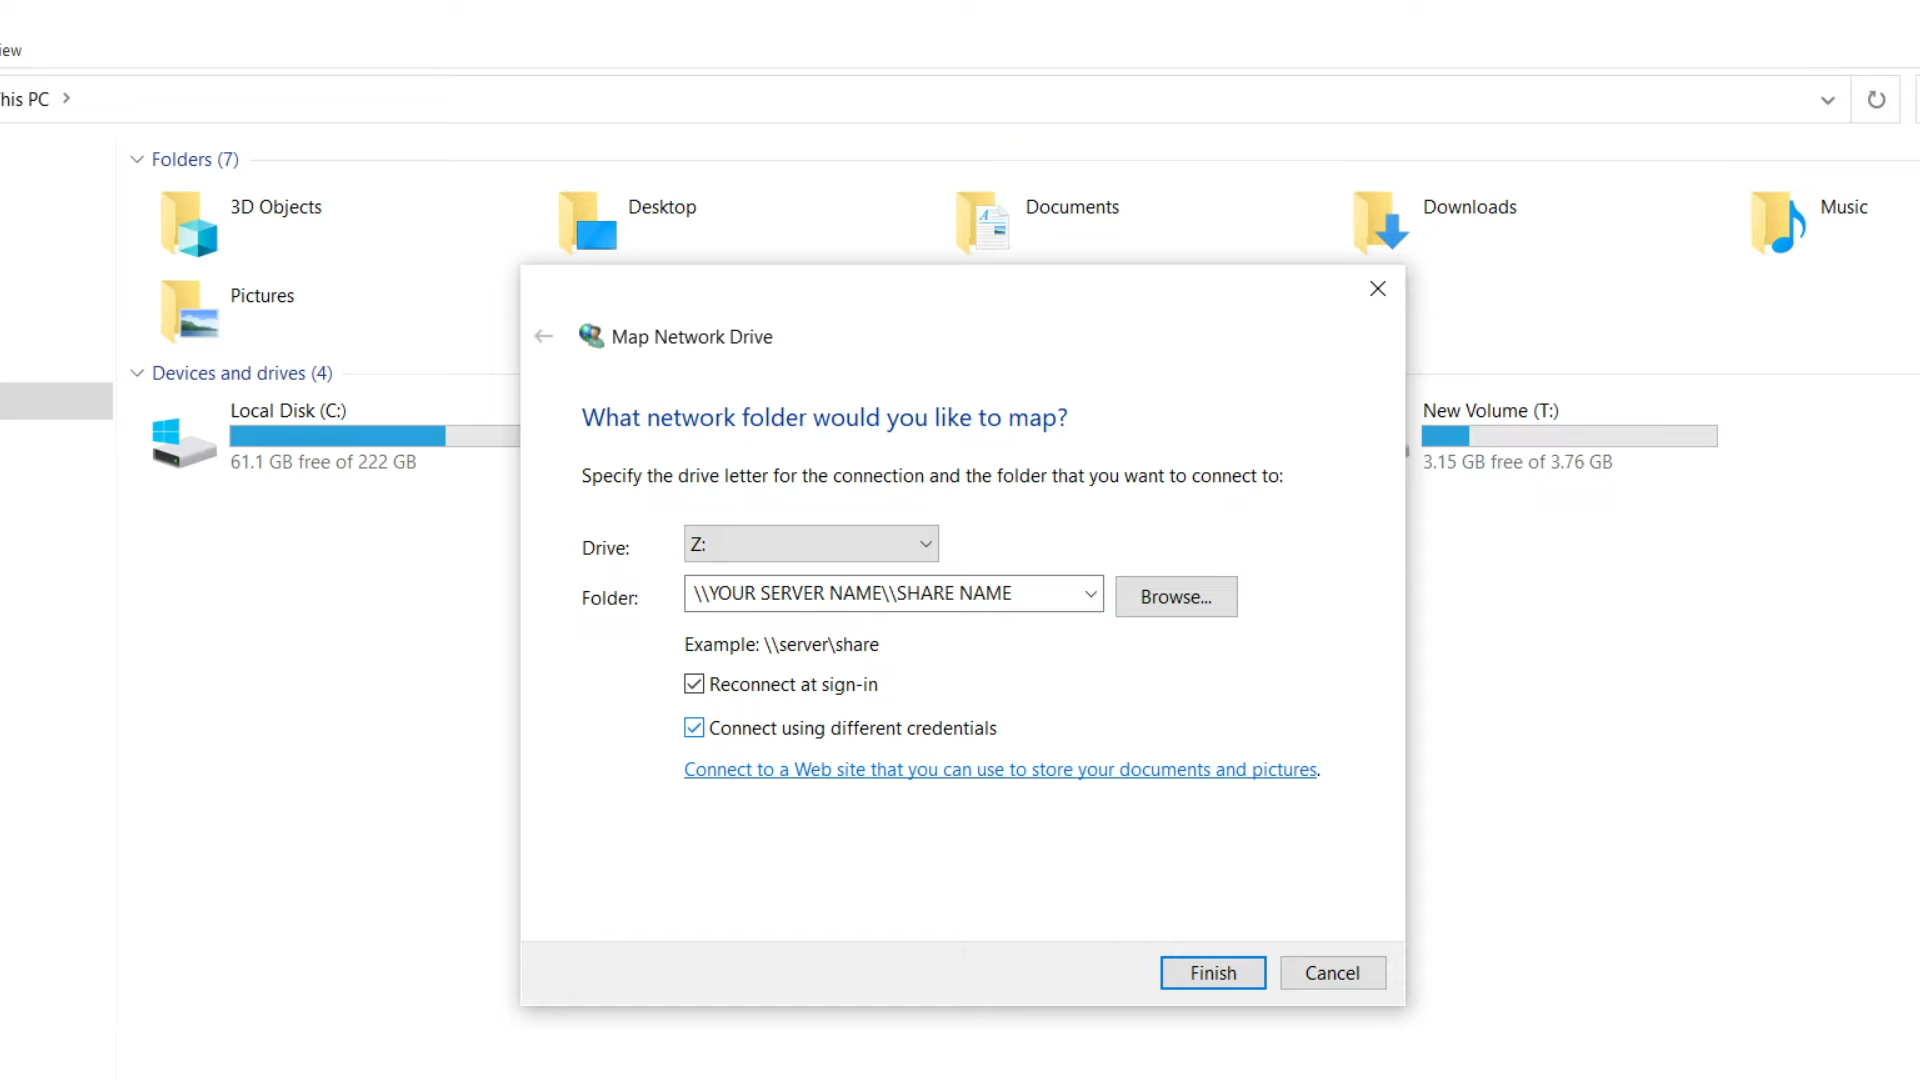 iew
his PC
Folders (7)
3D Objects
Desktop
Documents
Downloads
Music
Pictures
Devices and drives (4)
Local Disk (C:)
61.1 GB free of 222 GB
New Volume (T:)
3.15 GB free of 3.76 GB
Map Network Drive
What network folder would you like to map?
Specify the drive letter for the connection and the folder that you want to connect to:
Drive: Z:
Folder: \\YOUR SERVER NAME\\SHARE NAME Browse...
Example: \\server\share
Reconnect at sign-in
Connect using different credentials
Connect to a Web site that you can use to store your documents and pictures.
Finish Cancel